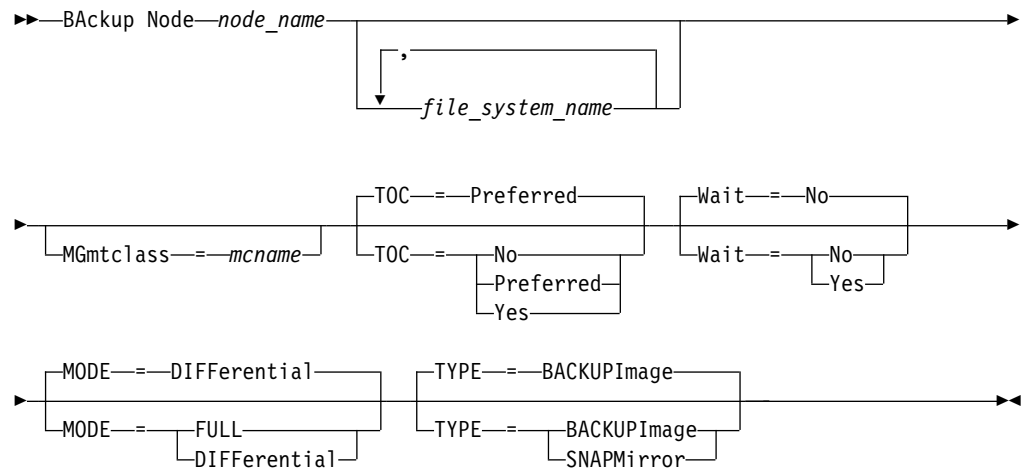 BAckup Node node_name
,
file_system_name
TOC = Preferred Wait = No
MGmtclass = mcname TOC = No Wait = No
Preferred Yes
Yes
MODE = DIFFerential TYPE = BACKUPImage
MODE = FULL TYPE = BACKUPImage
DIFFerential SNAPMirror